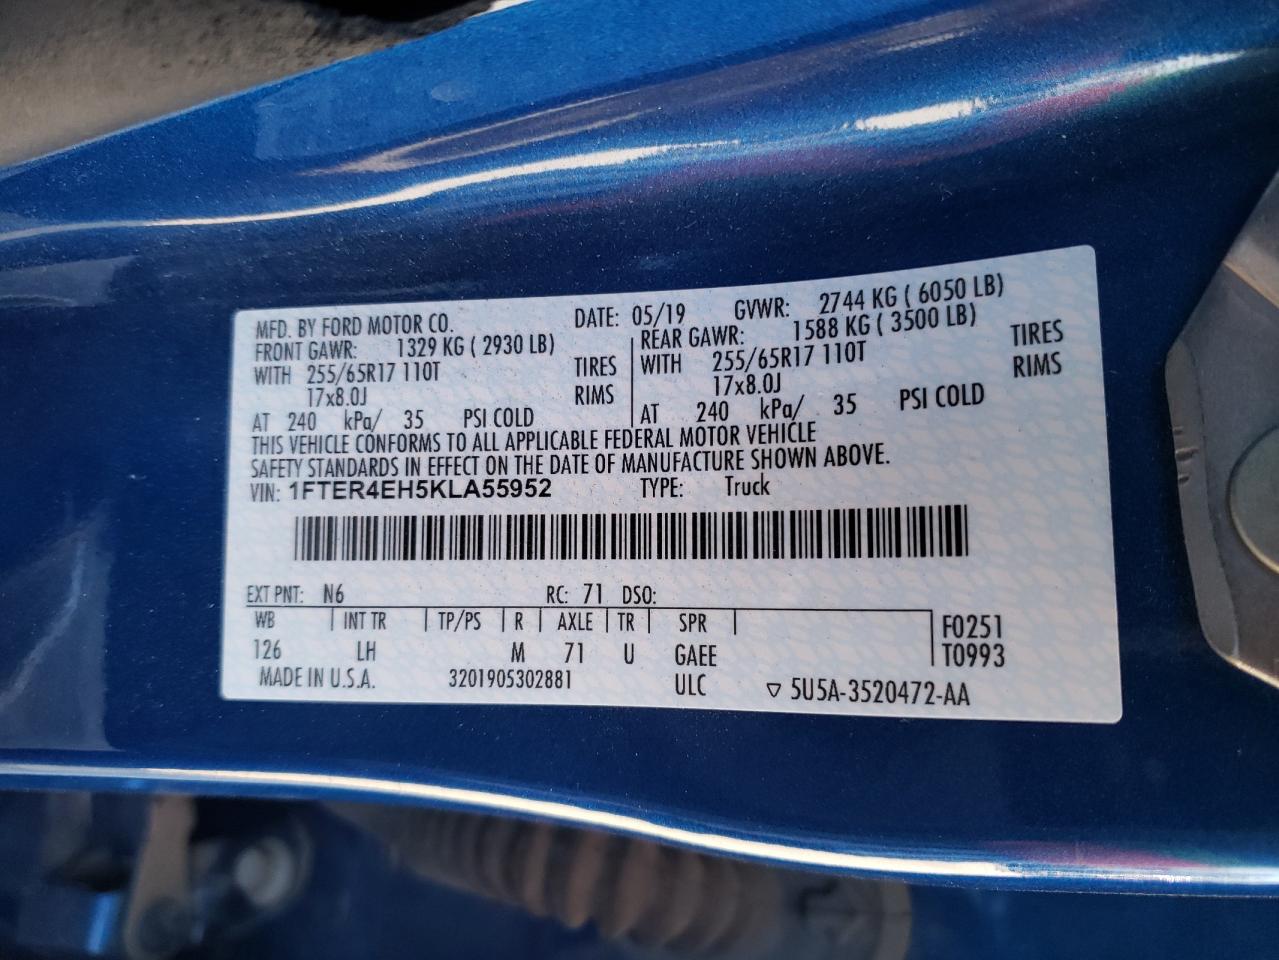 MFD. BY FORD MOTOR CO. DATE: 05/19 GVWR: 2744 KG ( 6050 LB)
FRONT GAWR: 1329 KG ( 2930 LB) REAR GAWR: 1588 KG ( 3500 LB)
WITH 255/65R17 110T TIRES WITH 255/65R17 110T TIRES
17x8.0J RIMS 17x8.0J RIMS
AT 240 kPa/ 35 PSI COLD AT 240 kPa/ 35 PSI COLD
THIS VEHICLE CONFORMS TO ALL APPLICABLE FEDERAL MOTOR VEHICLE
SAFETY STANDARDS IN EFFECT ON THE DATE OF MANUFACTURE SHOWN ABOVE.
VIN: 1FTER4EH5KLA55952 TYPE: Truck
EXT PNT: N6 RC: 71 DSO:
WB INT TR TP/PS R AXLE TR SPR F0251
126 LH M 71 U GAEE T0993
MADE IN U.S.A. 3201905302881 ULC ▽ 5U5A-3520472-AA